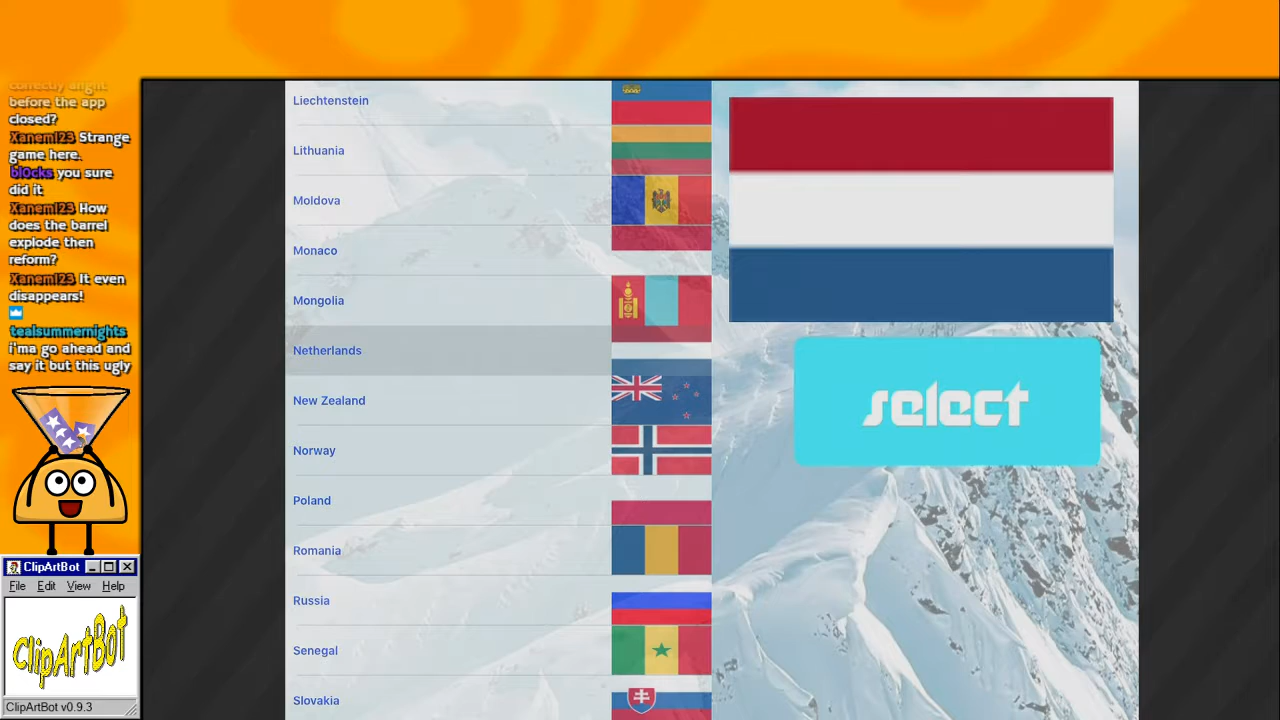 correctly alright
before the app
closed?
Xanem123 Strange
game here.
bl0cks you sure
did it
Xanem123 How
does the barrel
explode then
reform?
Xanem123 It even
disappears!
tealsummernights
i'ma go ahead and
say it but this ugly
ClipArtBot
File Edit View Help
ClipArtBot
ClipArtBot v0.9.3
Liechtenstein
Lithuania
Moldova
Monaco
Mongolia
Netherlands
New Zealand
Norway
Poland
Romania
Russia
Senegal
Slovakia
select